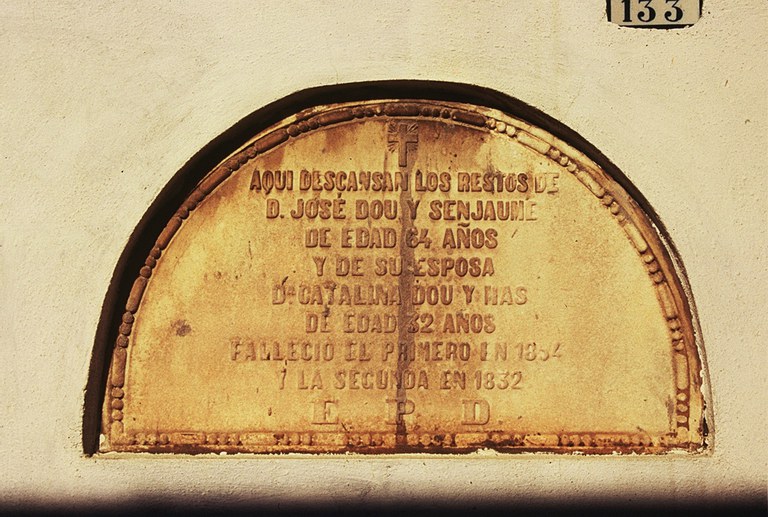 133
AQUI DESCANSAN LOS RESTOS DE
D. JOSÉ DOU Y SENJAUME
DE EDAD 64 AÑOS
Y DE SU ESPOSA
Dª CATALINA DOU Y MAS
DE EDAD 32 AÑOS
FALLECIO EL PRIMERO EN 1854
Y LA SEGUNDA EN 1832
E P D